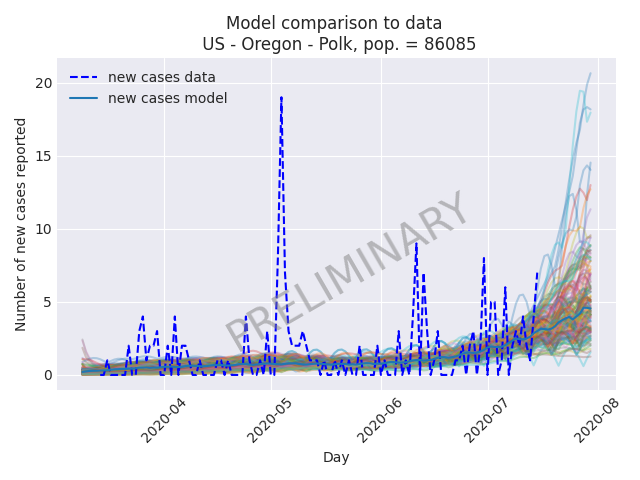 Model comparison to data
US - Oregon - Polk, pop. = 86085
new cases data
new cases model
Number of new cases reported
20
15
10
5
0
PRELIMINARY
2020-04
2020-05
2020-06
2020-07
2020-08
Day